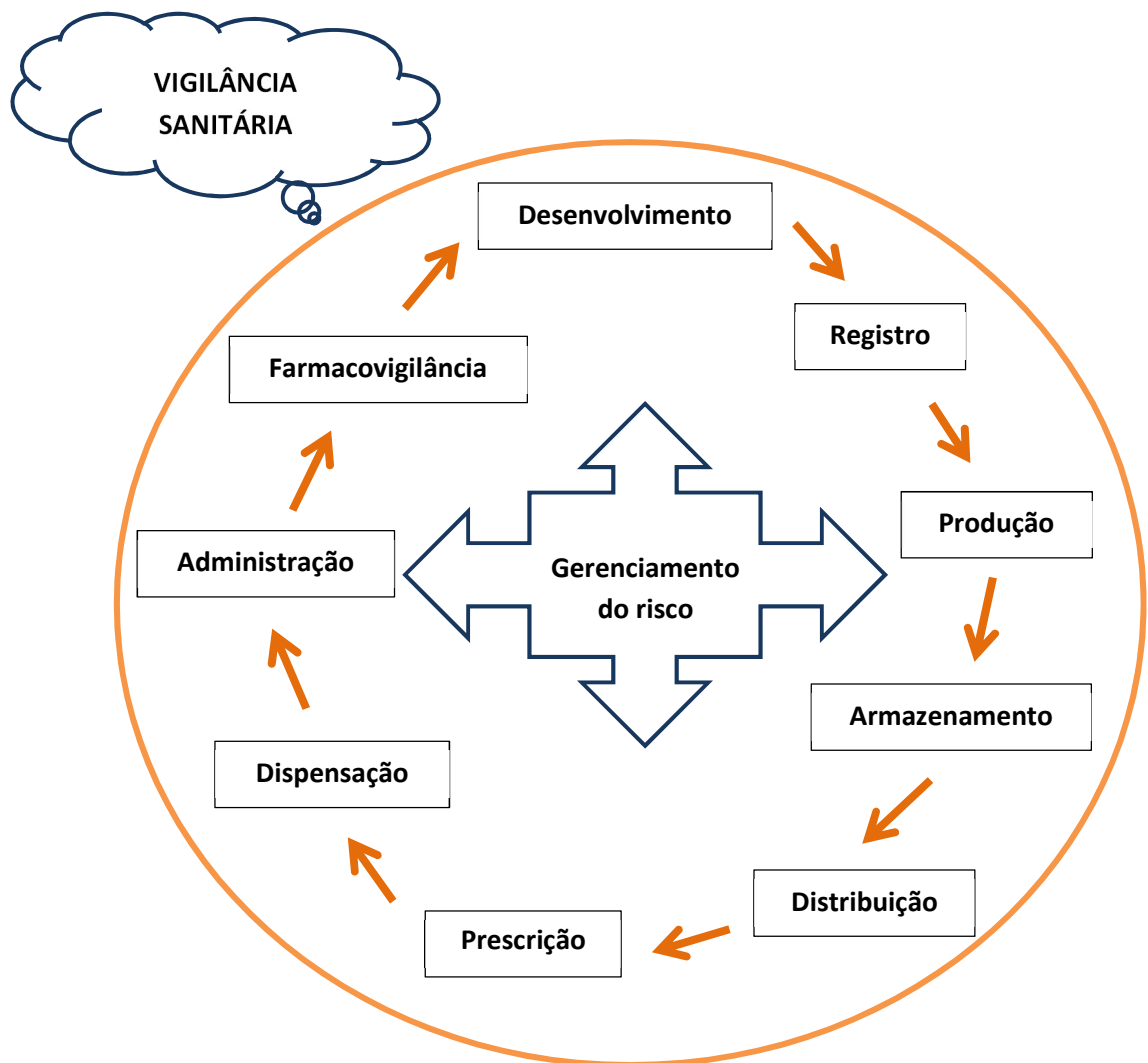 VIGILÂNCIA
SANITÁRIA
Desenvolvimento
Registro
Produção
Armazenamento
Distribuição
Prescrição
Dispensação
Administração
Farmacovigilância
Gerenciamento
do risco